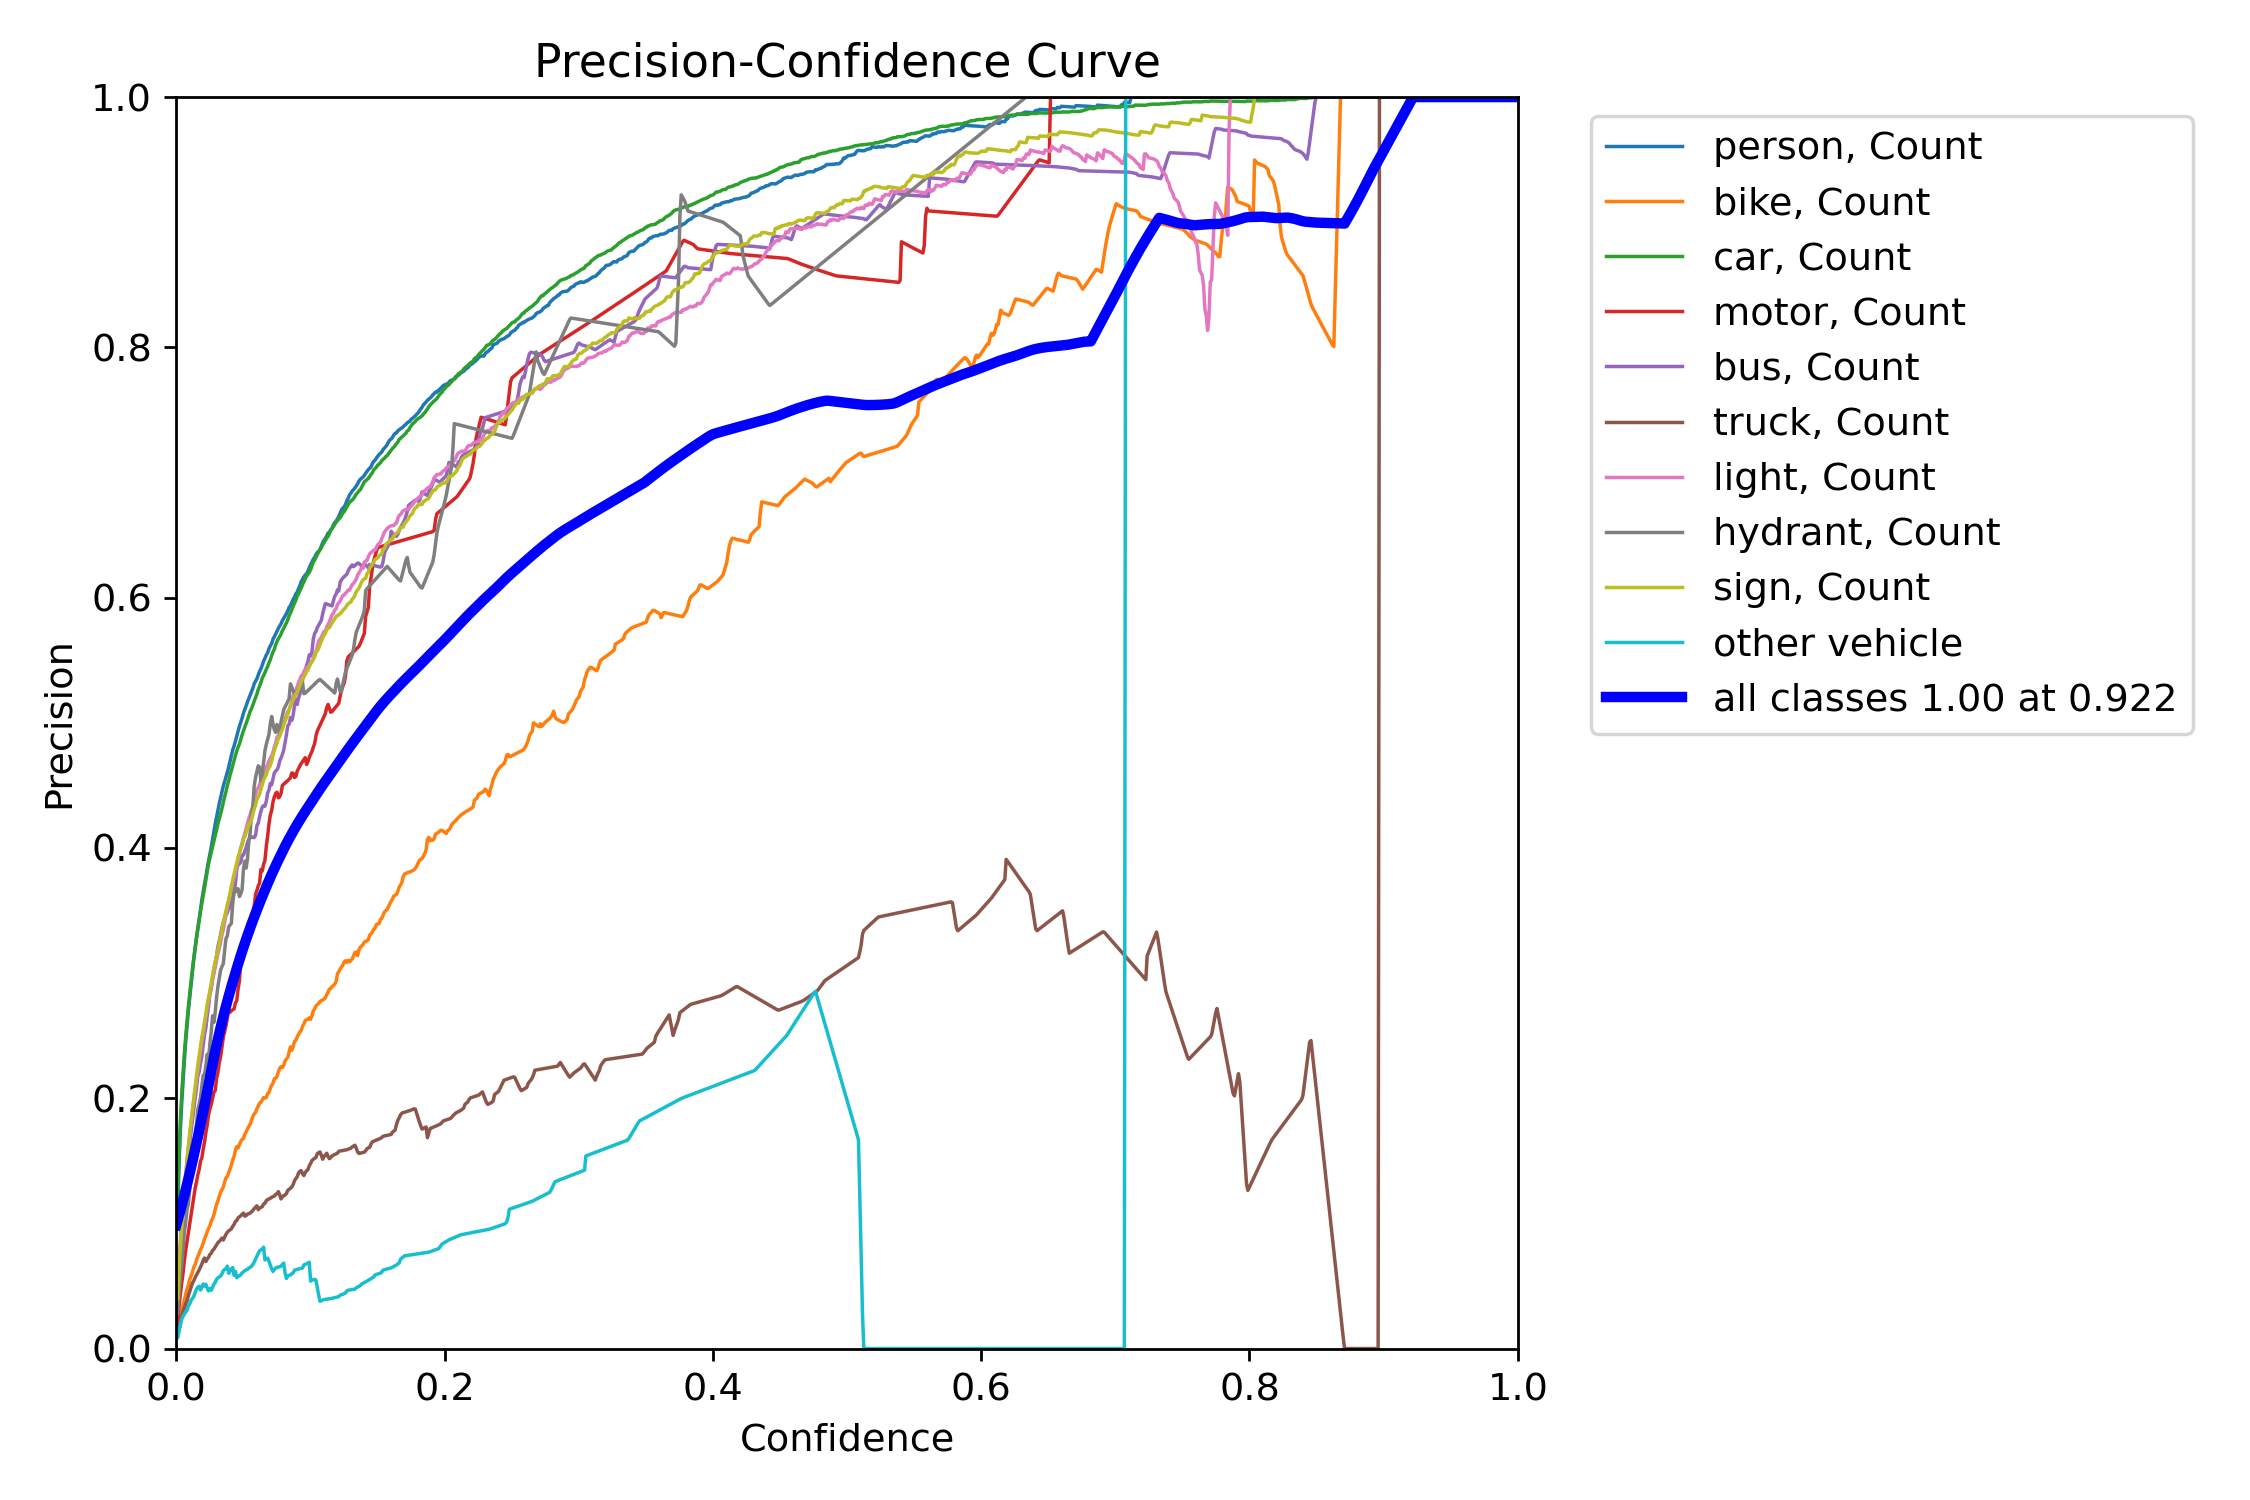 Precision-Confidence Curve
1.0
0.8
0.6
0.4
0.2
0.0
Precision
0.0 0.2 0.4 0.6 0.8 1.0
Confidence
person, Count
bike, Count
car, Count
motor, Count
bus, Count
truck, Count
light, Count
hydrant, Count
sign, Count
other vehicle
all classes 1.00 at 0.922